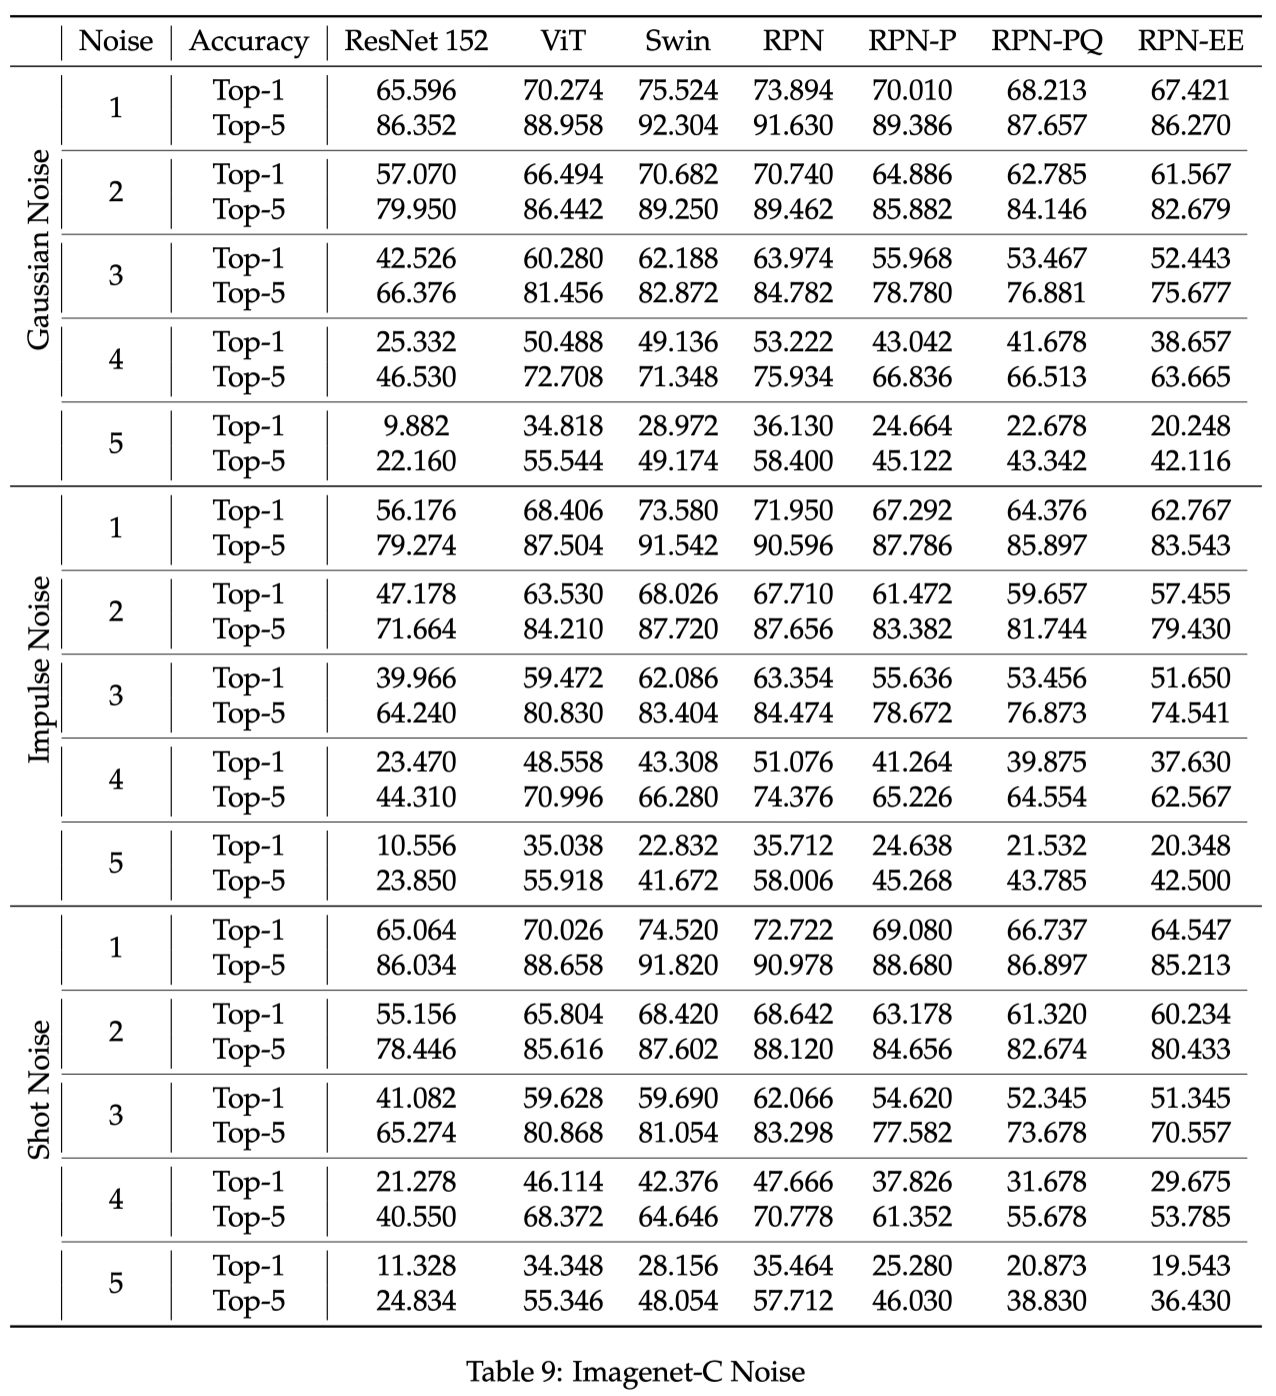 Noise Accuracy ResNet 152 ViT Swin RPN RPN-P RPN-PQ RPN-EE
Gaussian Noise
1
Top-1 65.596 70.274 75.524 73.894 70.010 68.213 67.421
Top-5 86.352 88.958 92.304 91.630 89.386 87.657 86.270
2
Top-1 57.070 66.494 70.682 70.740 64.886 62.785 61.567
Top-5 79.950 86.442 89.250 89.462 85.882 84.146 82.679
3
Top-1 42.526 60.280 62.188 63.974 55.968 53.467 52.443
Top-5 66.376 81.456 82.872 84.782 78.780 76.881 75.677
4
Top-1 25.332 50.488 49.136 53.222 43.042 41.678 38.657
Top-5 46.530 72.708 71.348 75.934 66.836 66.513 63.665
5
Top-1 9.882 34.818 28.972 36.130 24.664 22.678 20.248
Top-5 22.160 55.544 49.174 58.400 45.122 43.342 42.116
Impulse Noise
1
Top-1 56.176 68.406 73.580 71.950 67.292 64.376 62.767
Top-5 79.274 87.504 91.542 90.596 87.786 85.897 83.543
2
Top-1 47.178 63.530 68.026 67.710 61.472 59.657 57.455
Top-5 71.664 84.210 87.720 87.656 83.382 81.744 79.430
3
Top-1 39.966 59.472 62.086 63.354 55.636 53.456 51.650
Top-5 64.240 80.830 83.404 84.474 78.672 76.873 74.541
4
Top-1 23.470 48.558 43.308 51.076 41.264 39.875 37.630
Top-5 44.310 70.996 66.280 74.376 65.226 64.554 62.567
5
Top-1 10.556 35.038 22.832 35.712 24.638 21.532 20.348
Top-5 23.850 55.918 41.672 58.006 45.268 43.785 42.500
Shot Noise
1
Top-1 65.064 70.026 74.520 72.722 69.080 66.737 64.547
Top-5 86.034 88.658 91.820 90.978 88.680 86.897 85.213
2
Top-1 55.156 65.804 68.420 68.642 63.178 61.320 60.234
Top-5 78.446 85.616 87.602 88.120 84.656 82.674 80.433
3
Top-1 41.082 59.628 59.690 62.066 54.620 52.345 51.345
Top-5 65.274 80.868 81.054 83.298 77.582 73.678 70.557
4
Top-1 21.278 46.114 42.376 47.666 37.826 31.678 29.675
Top-5 40.550 68.372 64.646 70.778 61.352 55.678 53.785
5
Top-1 11.328 34.348 28.156 35.464 25.280 20.873 19.543
Top-5 24.834 55.346 48.054 57.712 46.030 38.830 36.430
Table 9: Imagenet-C Noise